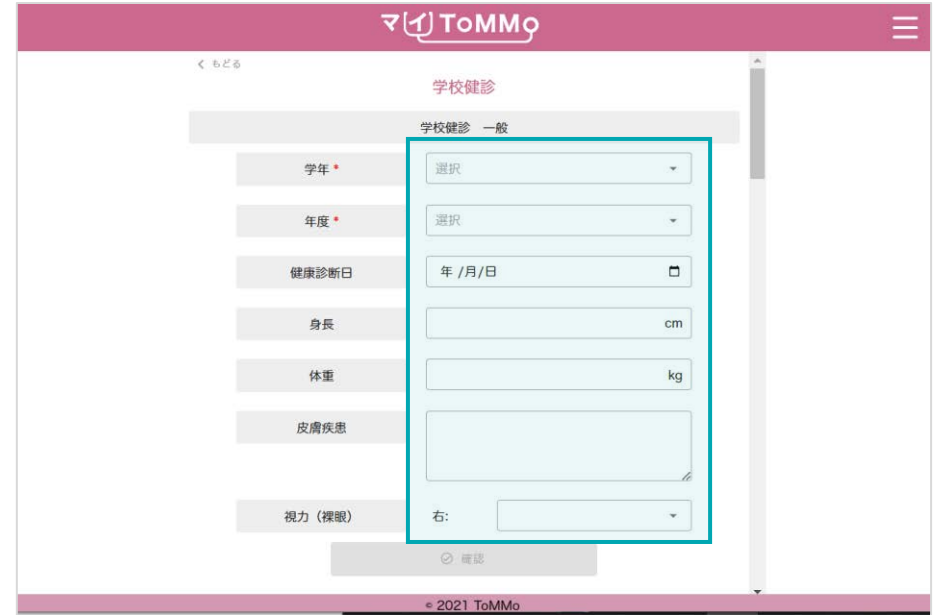 マイToMMo
もどる
学校健診
学校健診 一般
学年 * 選択
年度 * 選択
健康診断日 年 /月/日
身長 cm
体重 kg
皮膚疾患
視力（裸眼） 右:
確認
© 2021 ToMMo